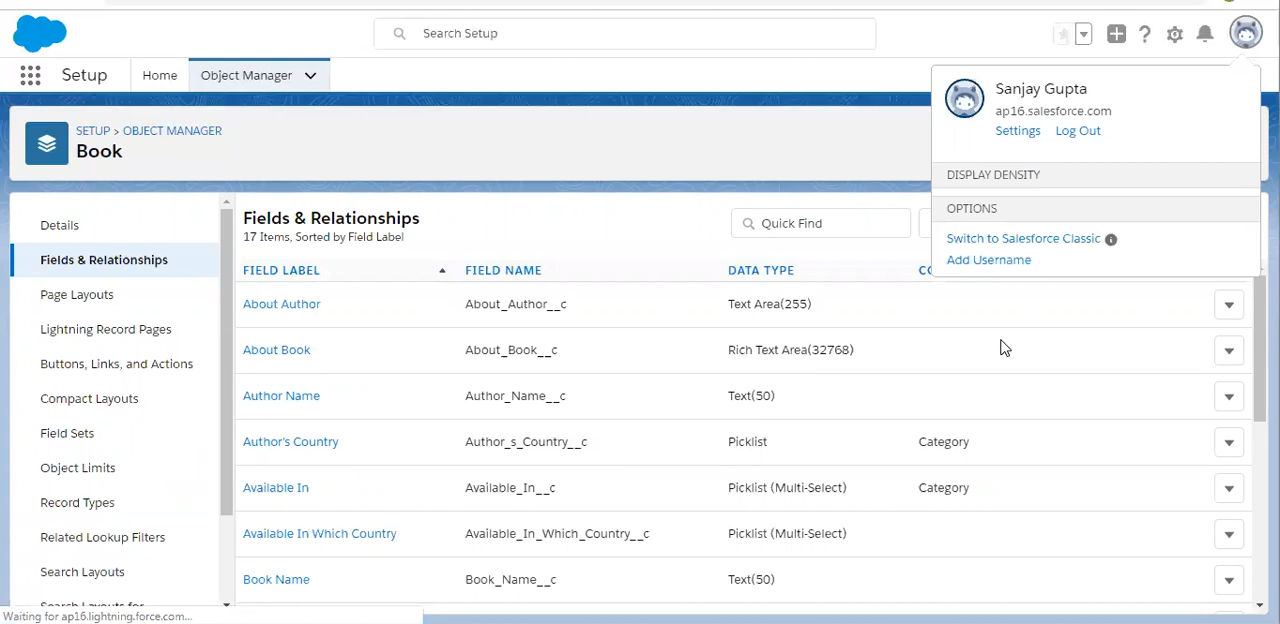 Search Setup
Setup
Home
Object Manager
Sanjay Gupta
ap16.salesforce.com
Settings Log Out
DISPLAY DENSITY
OPTIONS
Switch to Salesforce Classic
Add Username
SETUP > OBJECT MANAGER
Book
Details
Fields & Relationships
Page Layouts
Lightning Record Pages
Buttons, Links, and Actions
Compact Layouts
Field Sets
Object Limits
Record Types
Related Lookup Filters
Search Layouts
Fields & Relationships
17 Items, Sorted by Field Label
Quick Find
FIELD LABEL FIELD NAME DATA TYPE
About Author About_Author__c Text Area(255)
About Book About_Book__c Rich Text Area(32768)
Author Name Author_Name__c Text(50)
Author's Country Author_s_Country__c Picklist Category
Available In Available_In__c Picklist (Multi-Select) Category
Available In Which Country Available_In_Which_Country__c Picklist (Multi-Select)
Book Name Book_Name__c Text(50)
Waiting for ap16.lightning.force.com...